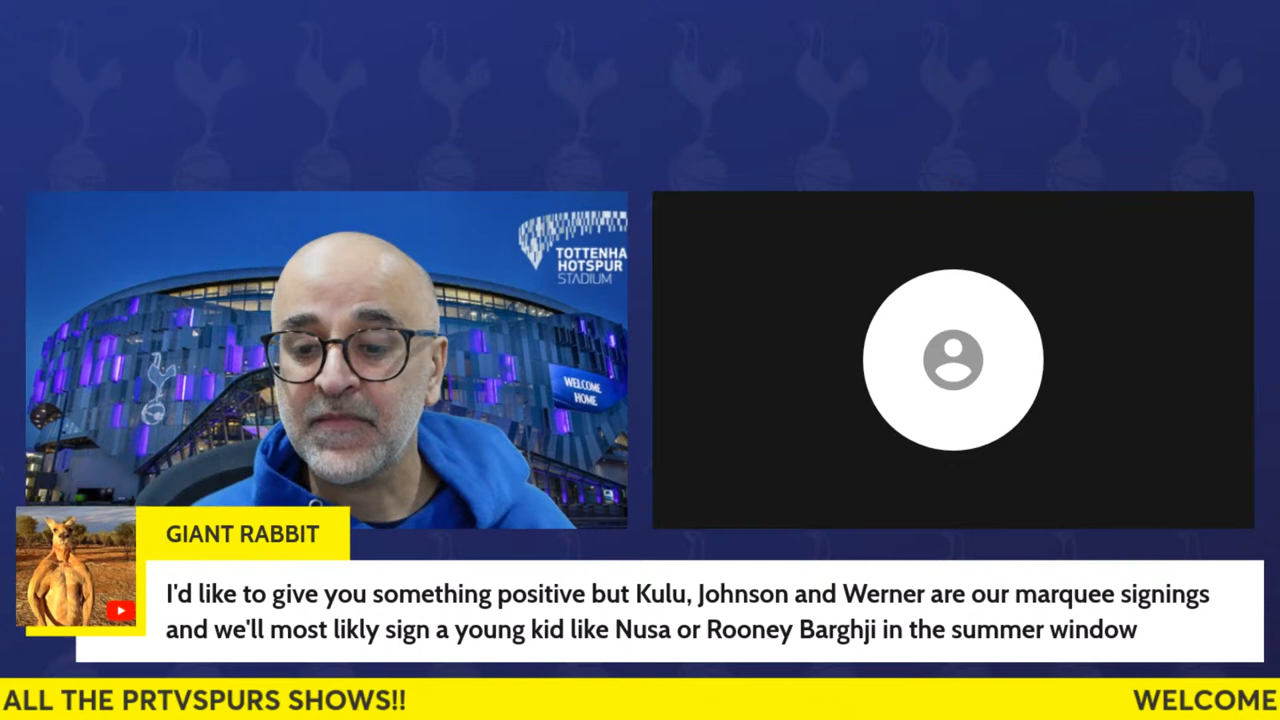 TOTTENHA
HOTSPUR
STADIUM
WELCOME
HOME
GIANT RABBIT
I'd like to give you something positive but Kulu, Johnson and Werner are our marquee signings
and we'll most likly sign a young kid like Nusa or Rooney Barghji in the summer window
ALL THE PRTVSPURS SHOWS!!
WELCOME